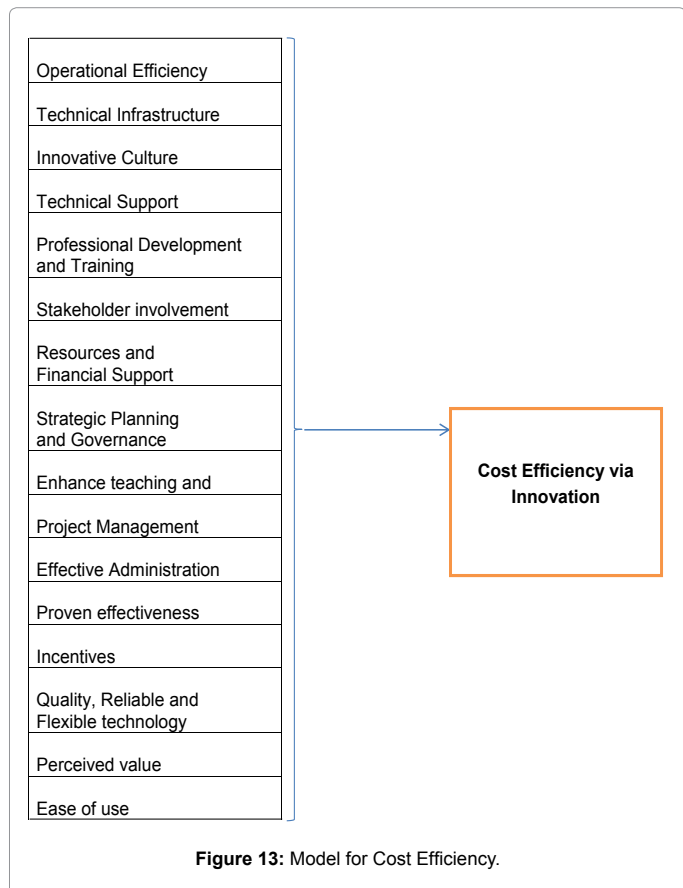 Operational Efficiency
Technical Infrastructure
Innovative Culture
Technical Support
Professional Development
and Training
Stakeholder involvement
Resources and
Financial Support
Strategic Planning
and Governance
Enhance teaching and
Project Management
Effective Administration
Proven effectiveness
Incentives
Quality, Reliable and
Flexible technology
Perceived value
Ease of use
Cost Efficiency via
Innovation
Figure 13: Model for Cost Efficiency.